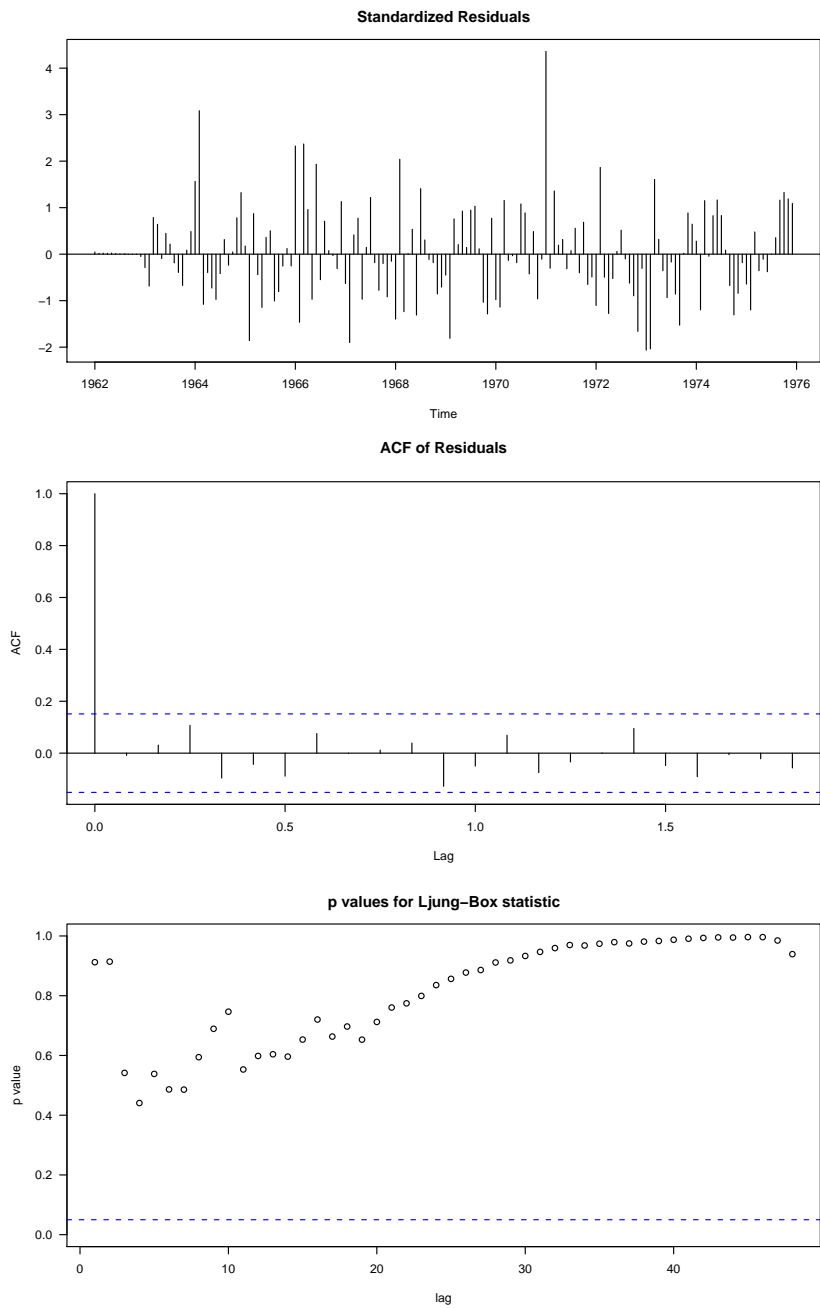 Standardized Residuals
4
3
2
1
0
−1
−2
1962 1964 1966 1968 1970 1972 1974 1976
Time
ACF of Residuals
1.0
0.8
0.6
0.4
0.2
0.0
ACF
0.0 0.5 1.0 1.5
Lag
p values for Ljung−Box statistic
1.0
0.8
0.6
0.4
0.2
0.0
p value
0 10 20 30 40
lag